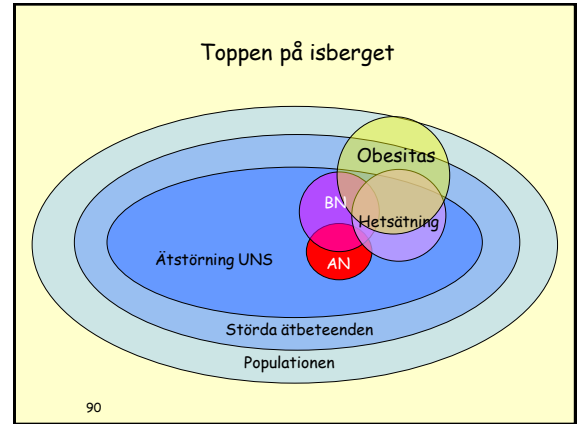 Toppen på isberget
Obesitas
BN
Hetsätning
Ätstörning UNS
AN
Störda ätbeteenden
Populationen
90